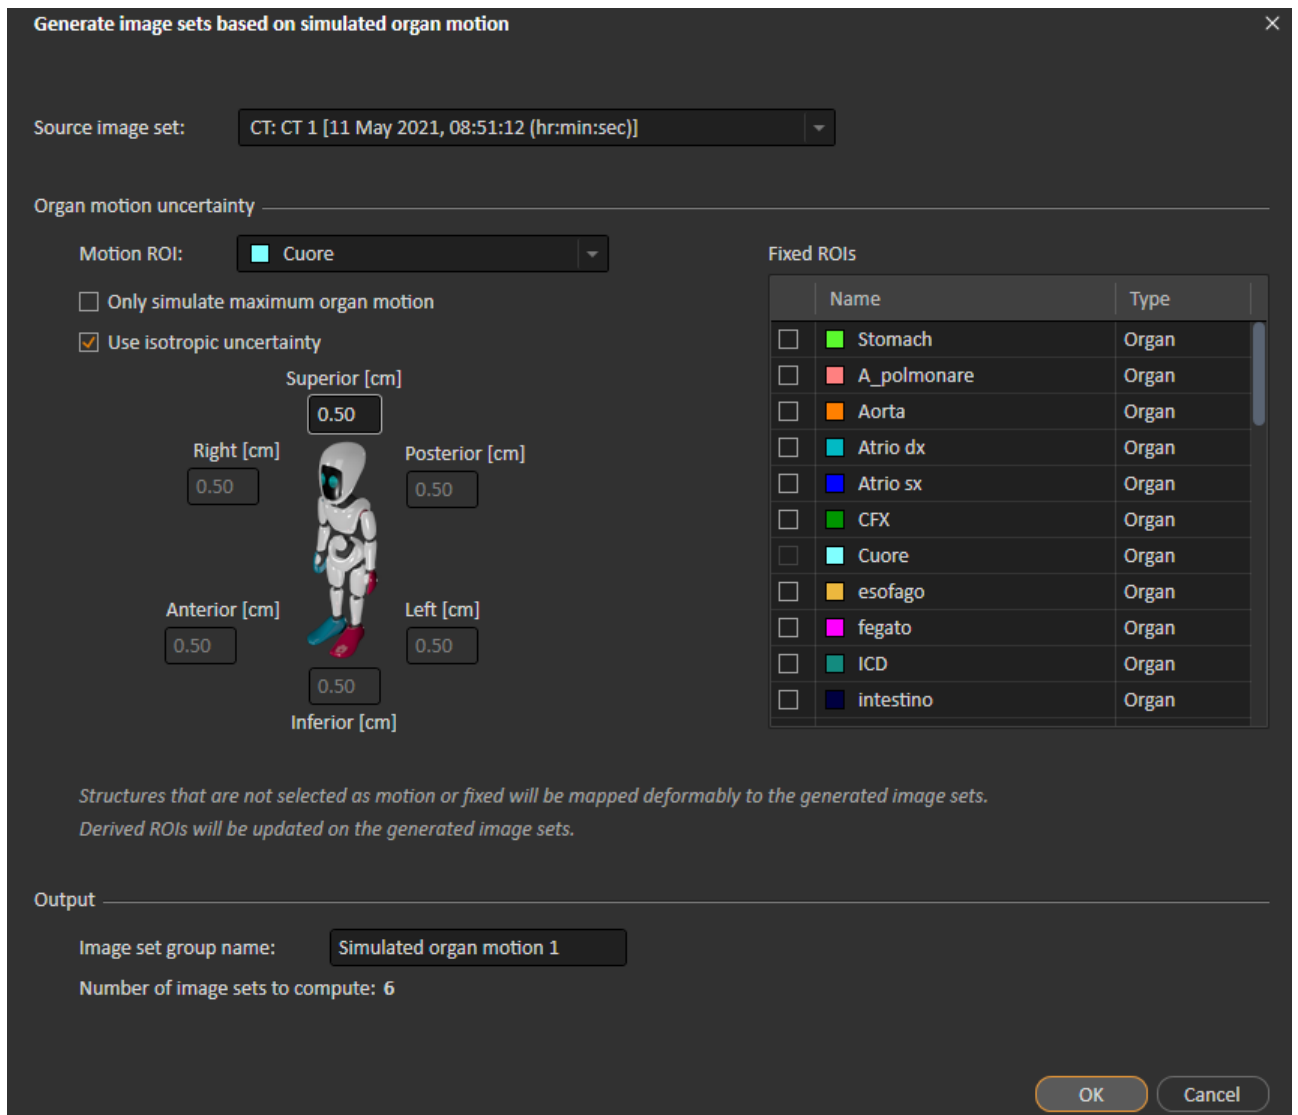 Generate image sets based on simulated organ motion
Source image set: CT: CT 1 [11 May 2021, 08:51:12 (hr:min:sec)]
Organ motion uncertainty
Motion ROI: Cuore
Only simulate maximum organ motion
Use isotropic uncertainty
Superior [cm]
0.50
Right [cm]
0.50
Posterior [cm]
0.50
Anterior [cm]
0.50
Left [cm]
0.50
0.50
Inferior [cm]
Fixed ROIs
Name Type
Stomach Organ
A_polmonare Organ
Aorta Organ
Atrio dx Organ
Atrio sx Organ
CFX Organ
Cuore Organ
esofago Organ
fegato Organ
ICD Organ
intestino Organ
Structures that are not selected as motion or fixed will be mapped deformably to the generated image sets.
Derived ROIs will be updated on the generated image sets.
Output
Image set group name: Simulated organ motion 1
Number of image sets to compute: 6
OK Cancel